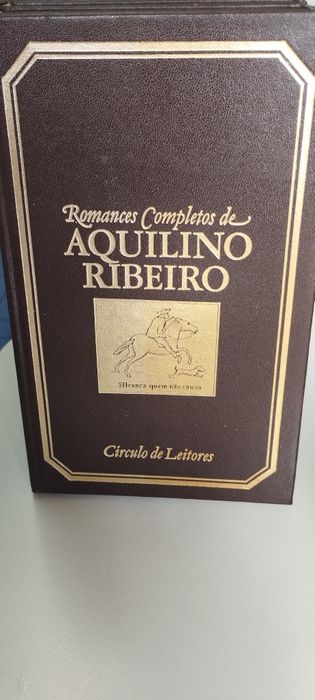 Romances Completos de
AQUILINO
RIBEIRO
Alcança quem não cansa
Círculo de Leitores